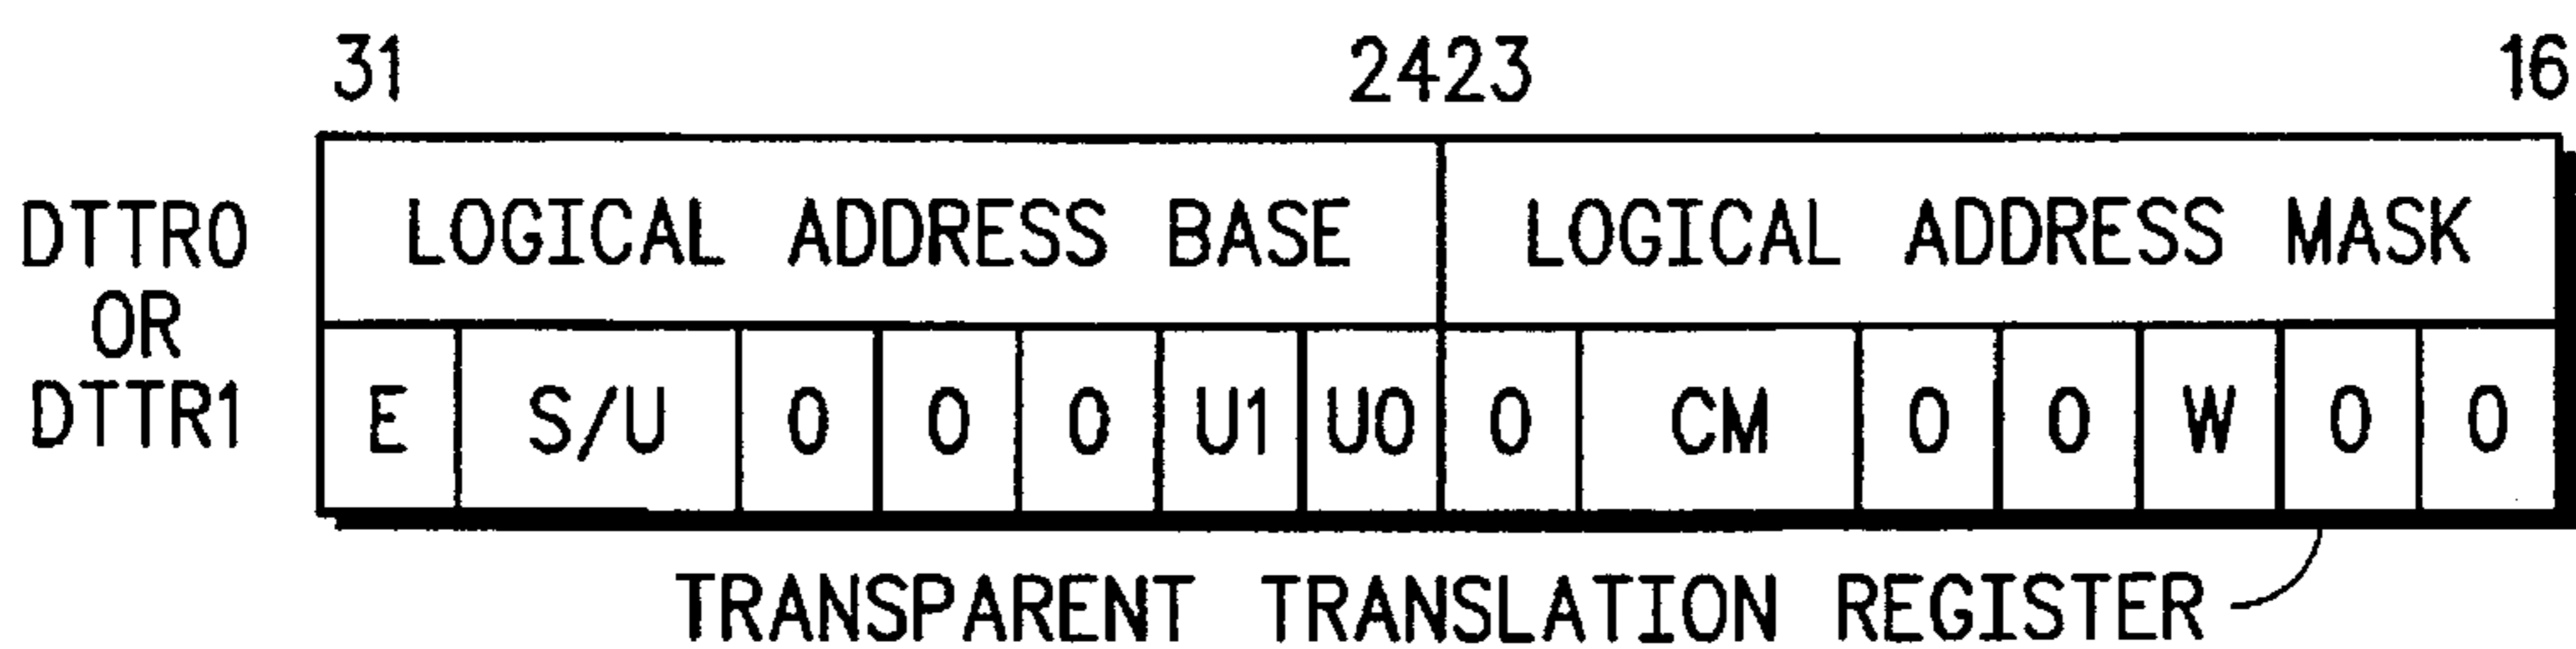 31 2423 16
DTTR0 OR DTTR1
LOGICAL ADDRESS BASE LOGICAL ADDRESS MASK
E S/U 0 0 0 U1 U0 0 CM 0 0 W 0 0
TRANSPARENT TRANSLATION REGISTER